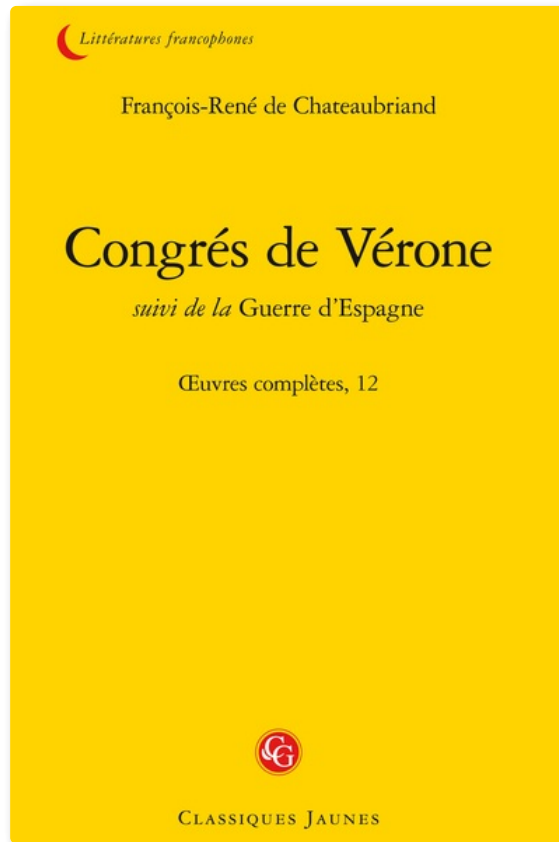 Littératures francophones
François-René de Chateaubriand
Congrés de Vérone
suivi de la Guerre d'Espagne
Œuvres complètes, 12
CG
Classiques Jaunes